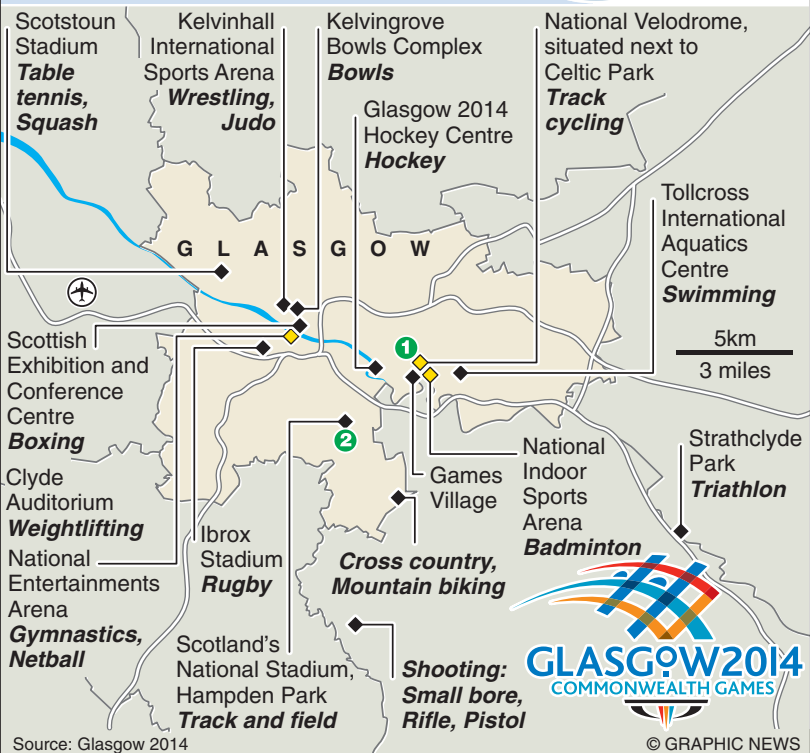 Scotstoun
Stadium
Table
tennis,
Squash
Kelvinhall
International
Sports Arena
Wrestling,
Judo
Kelvingrove
Bowls Complex
Bowls
Glasgow 2014
Hockey Centre
Hockey
National Velodrome,
situated next to
Celtic Park
Track
cycling
Tollcross
International
Aquatics
Centre
Swimming
GLASGOW
5km
3 miles
1
2
Scottish
Exhibition and
Conference
Centre
Boxing
Clyde
Auditorium
Weightlifting
National
Entertainments
Arena
Gymnastics,
Netball
Ibrox
Stadium
Rugby
Scotland's
National Stadium,
Hampden Park
Track and field
Cross country,
Mountain biking
Shooting:
Small bore,
Rifle, Pistol
Games
Village
National
Indoor
Sports
Arena
Badminton
Strathclyde
Park
Triathlon
GLASGOW2014
COMMONWEALTH GAMES
Source: Glasgow 2014
© GRAPHIC NEWS